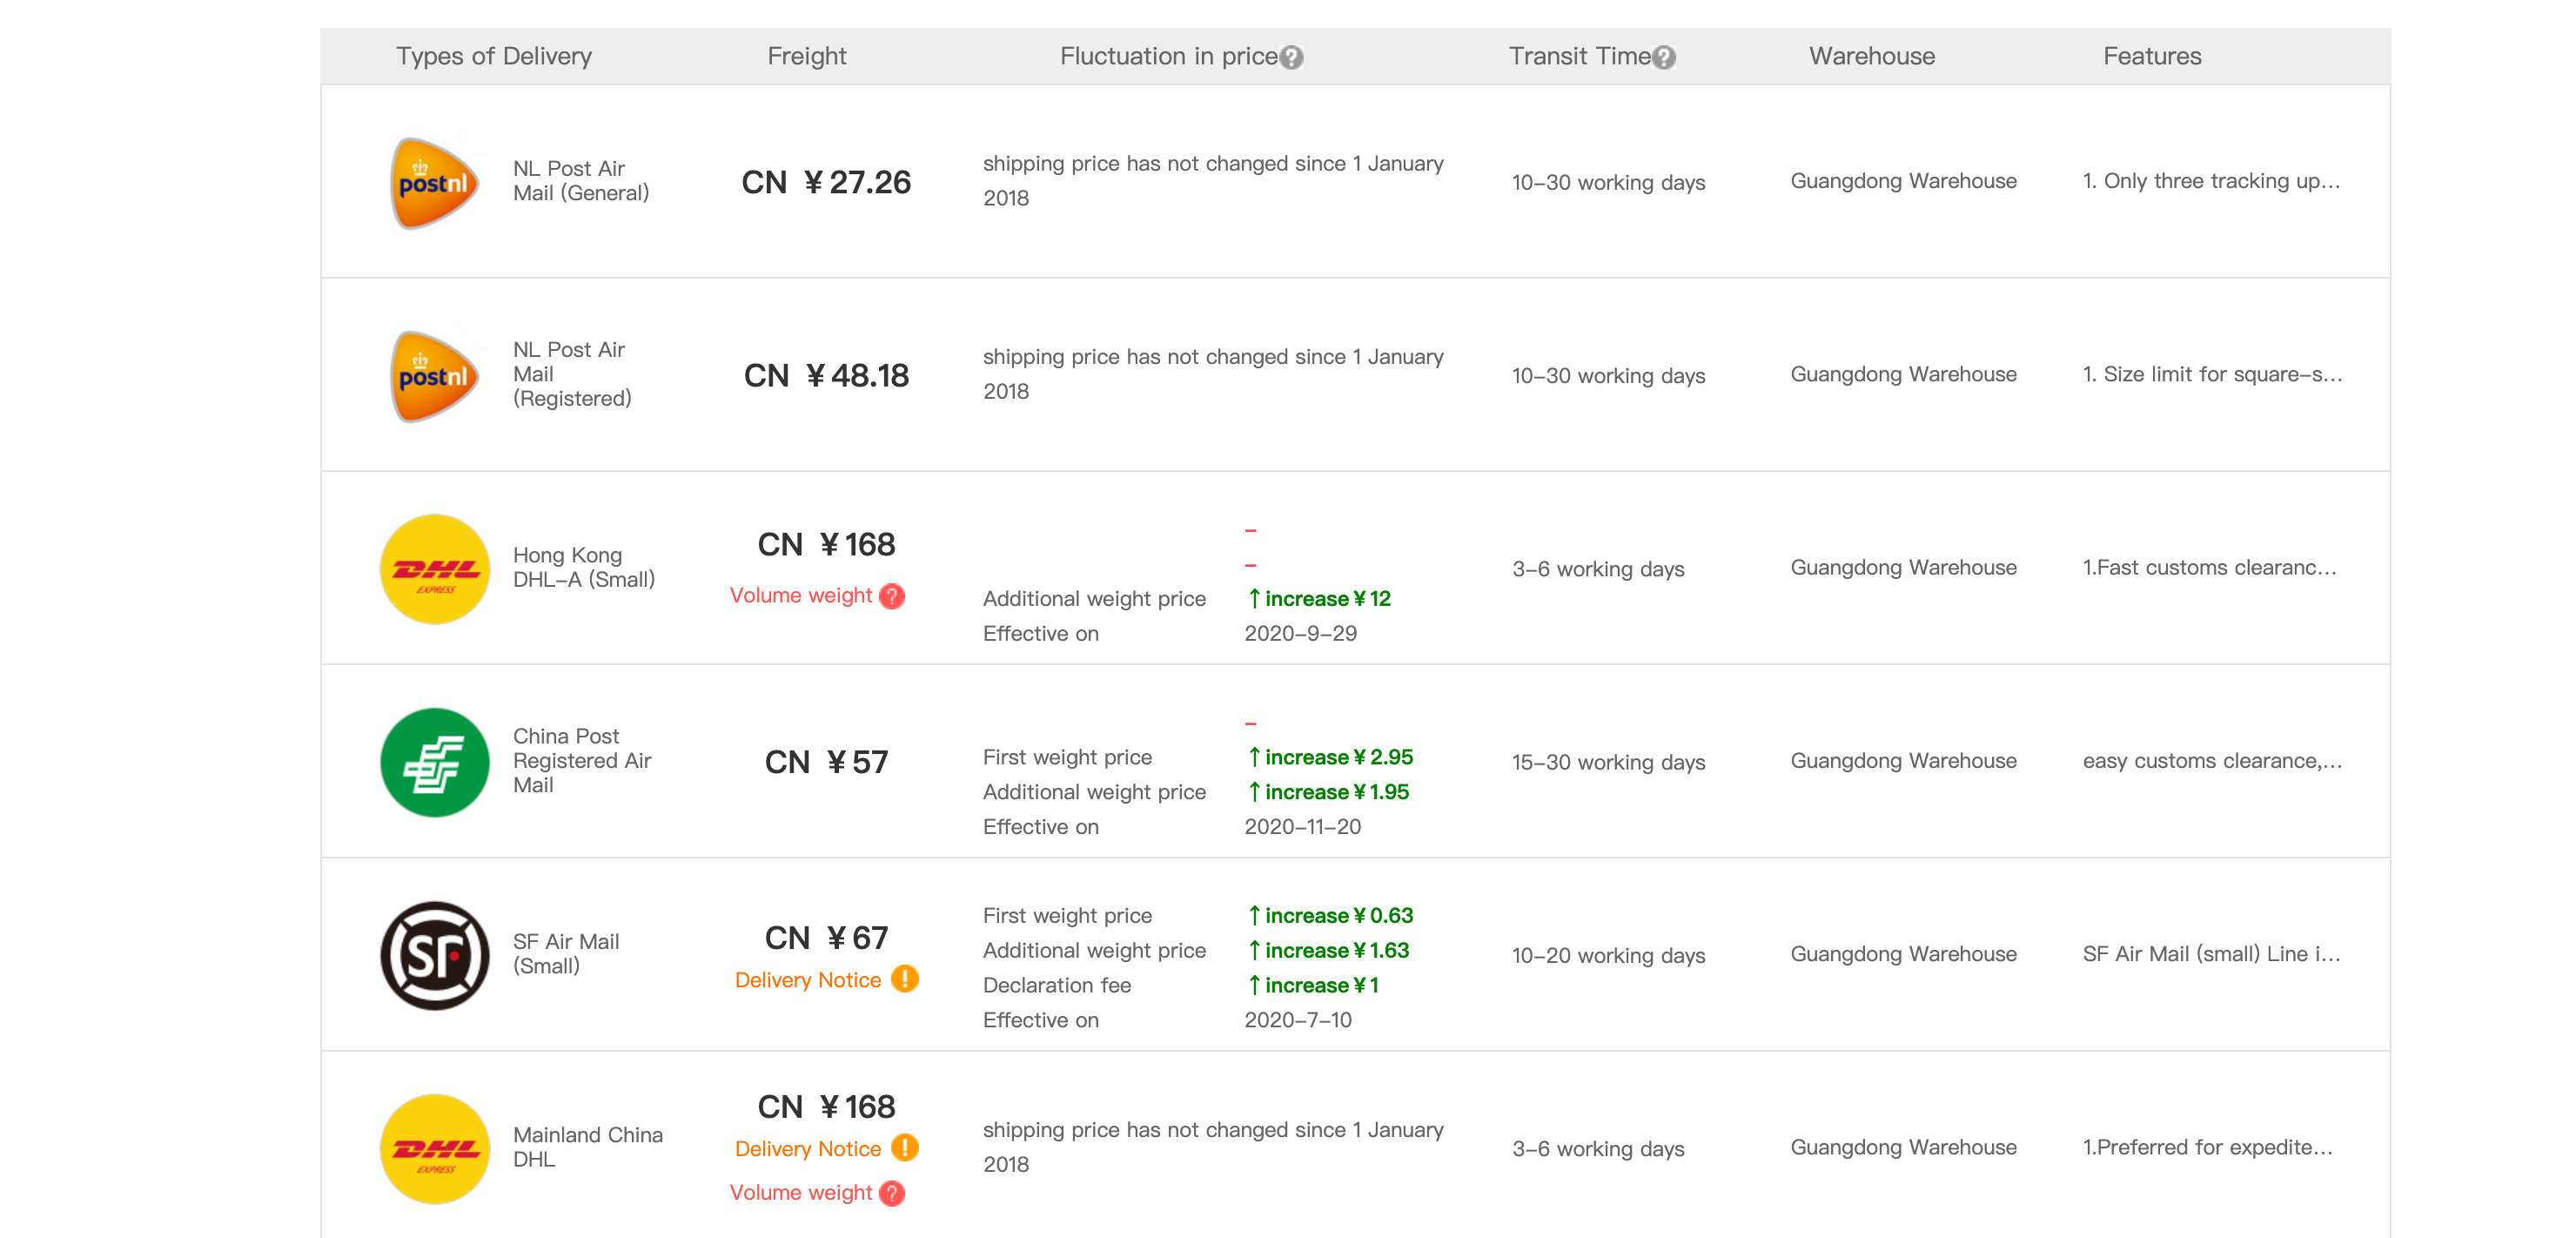 Types of Delivery Freight Fluctuation in price? Transit Time? Warehouse Features
postnl
NL Post Air
Mail (General)
CN ¥27.26
shipping price has not changed since 1 January
2018
10-30 working days
Guangdong Warehouse
1. Only three tracking up...
postnl
NL Post Air
Mail
(Registered)
CN ¥48.18
shipping price has not changed since 1 January
2018
10-30 working days
Guangdong Warehouse
1. Size limit for square-s...
DHL
EXPRESS
Hong Kong
DHL-A (Small)
CN ¥168
Volume weight ?
-
-
Additional weight price ↑increase¥12
Effective on 2020-9-29
3-6 working days
Guangdong Warehouse
1.Fast customs clearanc...
China Post
Registered Air
Mail
CN ¥57
-
First weight price ↑increase¥2.95
Additional weight price ↑increase¥1.95
Effective on 2020-11-20
15-30 working days
Guangdong Warehouse
easy customs clearance,...
SF
SF Air Mail
(Small)
CN ¥67
Delivery Notice !
First weight price ↑increase¥0.63
Additional weight price ↑increase¥1.63
Declaration fee ↑increase¥1
Effective on 2020-7-10
10-20 working days
Guangdong Warehouse
SF Air Mail (small) Line i...
DHL
EXPRESS
Mainland China
DHL
CN ¥168
Delivery Notice !
Volume weight ?
shipping price has not changed since 1 January
2018
3-6 working days
Guangdong Warehouse
1.Preferred for expedite...